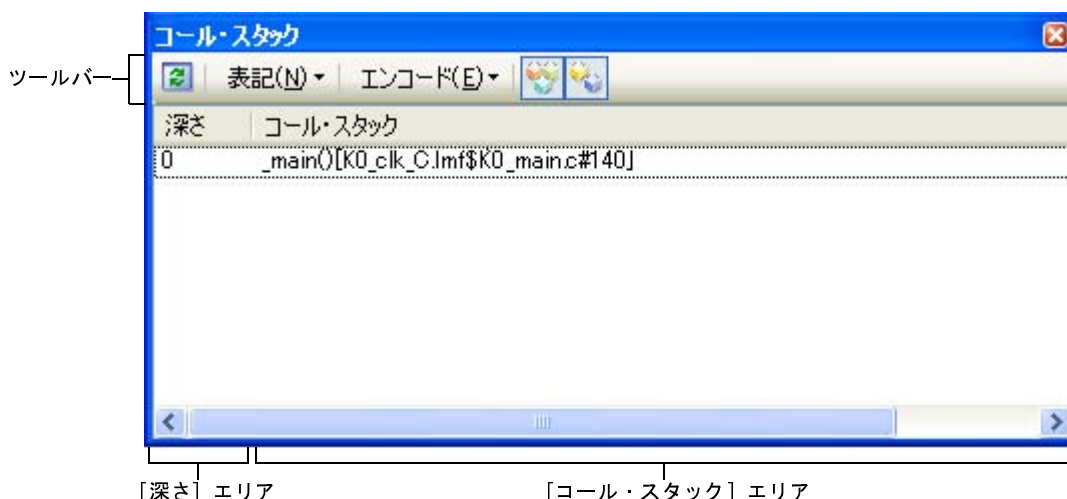 コール・スタック
ツールバー
表記(N) エンコード(E)
深さ コール・スタック
0 _main()[K0_clk_C.lmf$K0_main.c#140]
[深さ] エリア [コール・スタック] エリア